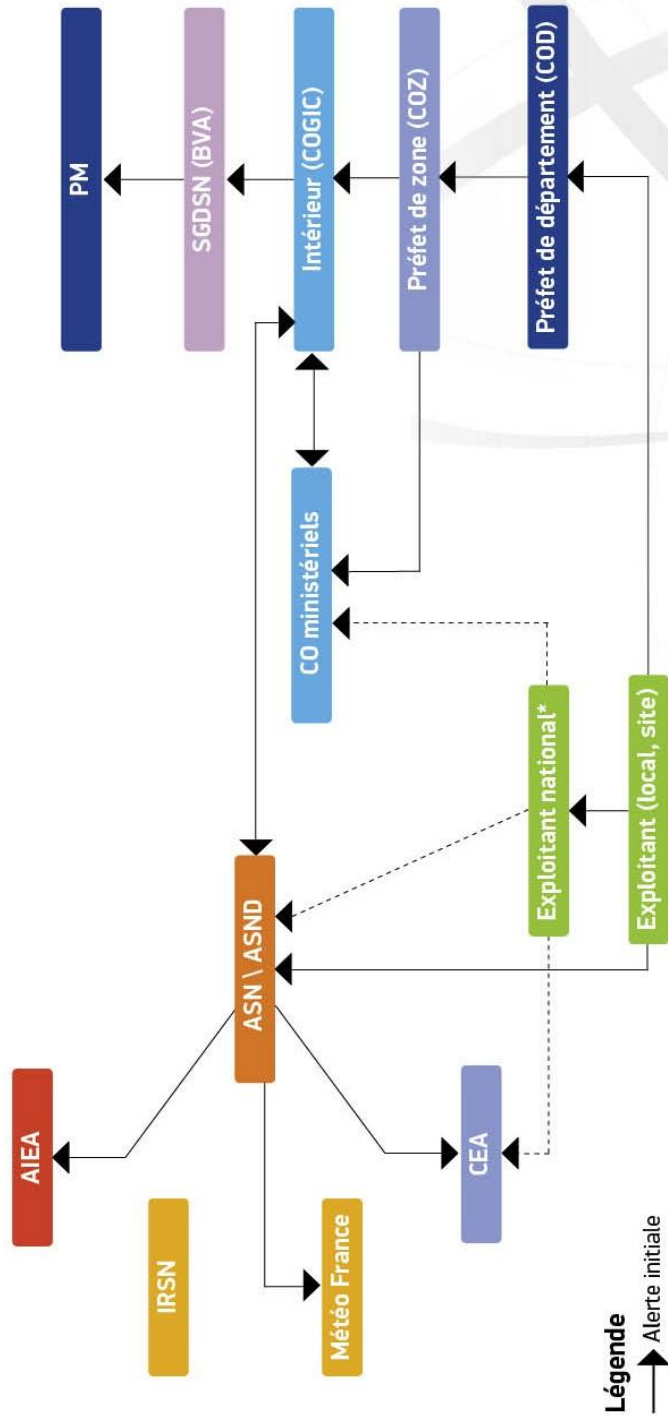 AIEA
PM
IRSN
ASN \ ASND
SGDSN (BVA)
Météo France
CO ministériels
Intérieur (COGIC)
CEA
Préfet de zone (COZ)
Exploitant national*
Préfet de département (COD)
Exploitant (local, site)
Légende
Alerte initiale